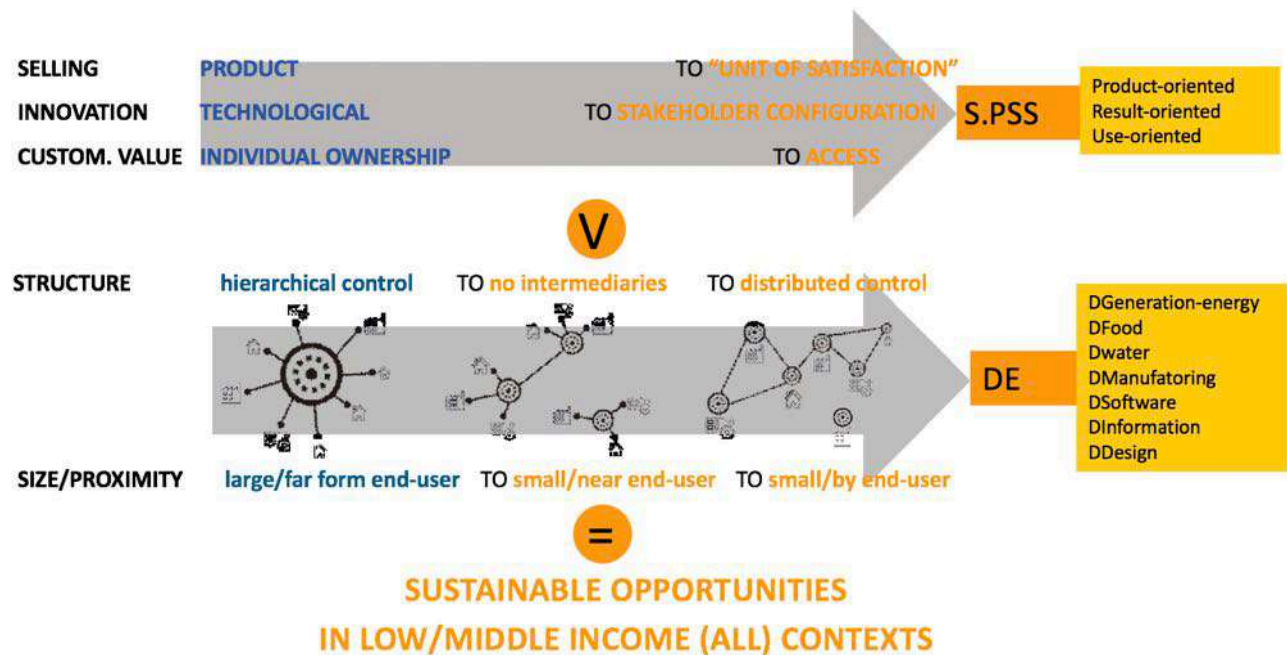 SELLING PRODUCT TO “UNIT OF SATISFACTION”
INNOVATION TECHNOLOGICAL TO STAKEHOLDER CONFIGURATION
CUSTOM. VALUE INDIVIDUAL OWNERSHIP TO ACCESS
S.PSS
Product-oriented
Result-oriented
Use-oriented
V
STRUCTURE hierarchical control TO no intermediaries TO distributed control
DE
DGeneration-energy
DFood
Dwater
DManufatoring
DSoftware
DInformation
DDesign
SIZE/PROXIMITY large/far form end-user TO small/near end-user TO small/by end-user
=
SUSTAINABLE OPPORTUNITIES
IN LOW/MIDDLE INCOME (ALL) CONTEXTS